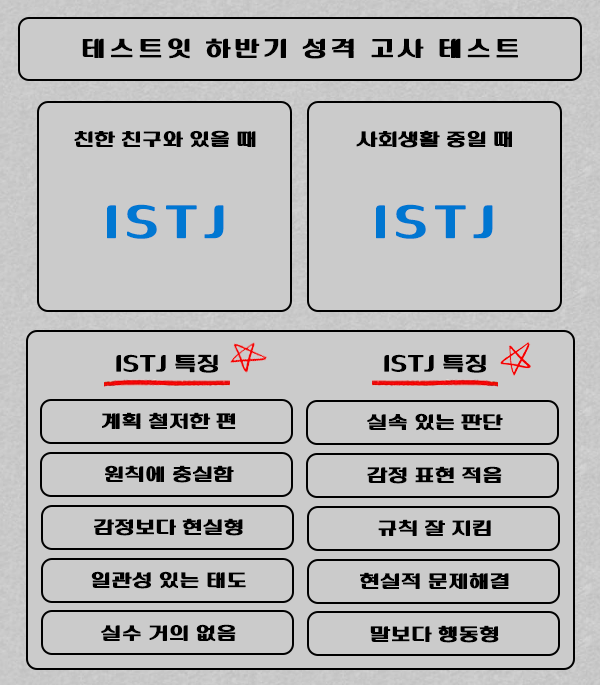 테스트잇 하반기 성격 고사 테스트
친한 친구와 있을 때
ISTJ
사회생활 중일 때
ISTJ
ISTJ 특징
계획 철저한 편
원칙에 충실함
감정보다 현실형
일관성 있는 태도
실수 거의 없음
ISTJ 특징
실속 있는 판단
감정 표현 적음
규칙 잘 지킴
현실적 문제해결
말보다 행동형